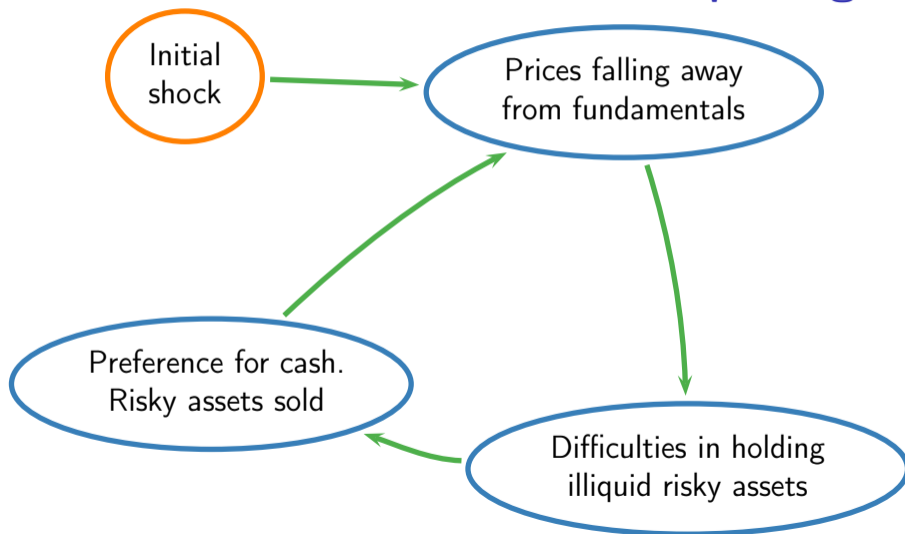 Initial
shock
Prices falling away
from fundamentals
Preference for cash.
Risky assets sold
Difficulties in holding
illiquid risky assets